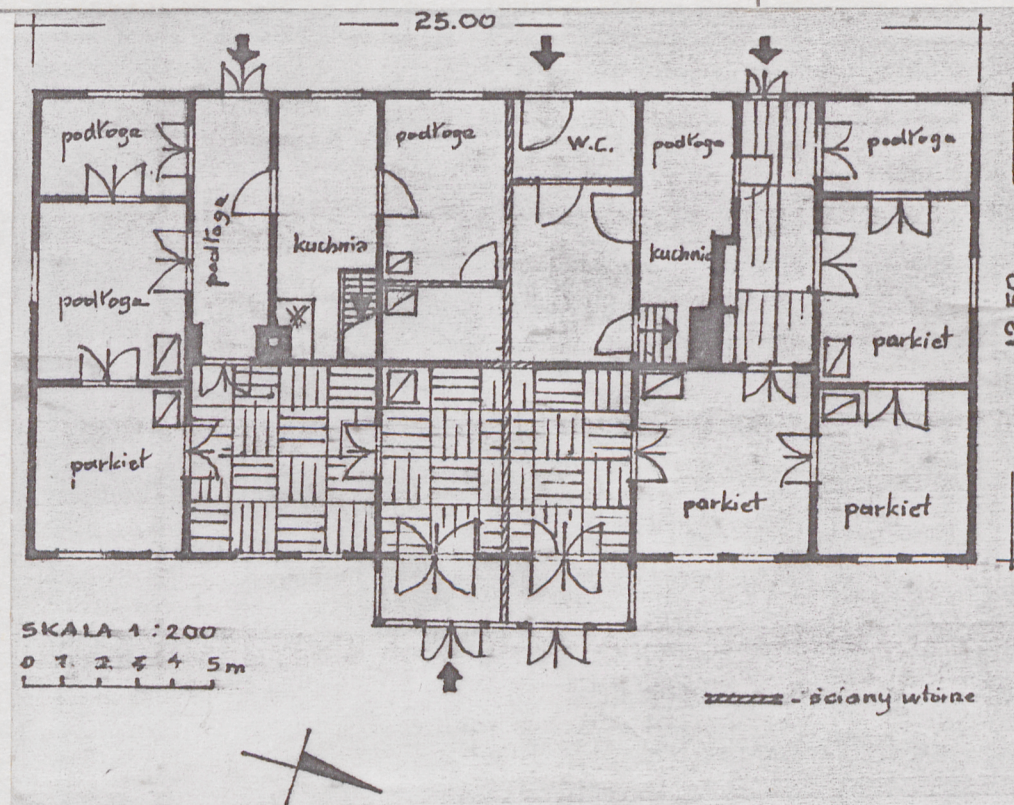 25.00
podłoga
podłoga
W.C.
podłoga
podłoga
podłoga
kuchnia
kuchnia
podłoga
parkiet
parkiet
parkiet
parkiet
SKALA 1:200
0 1 2 3 4 5m
- ściany wtórne